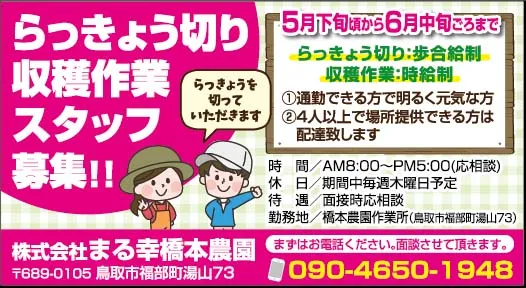 らっきょう切り
収穫作業
スタッフ
募集!!
らっきょうを
切って
いただきます
5月下旬頃から6月中旬ごろまで
らっきょう切り:歩合給制
収穫作業:時給制
①通勤できる方で明るく元気な方
②4人以上で場所提供できる方は
配達致します
時　間／AM8:00〜PM5:00(応相談)
休　日／期間中毎週木曜日予定
待　遇／面接時応相談
勤務地／橋本農園作業所(鳥取市福部町湯山73)
株式会社まる幸橋本農園
〒689-0105 鳥取市福部町湯山73
まずはお電話ください。面談させて頂きます。
090-4650-1948